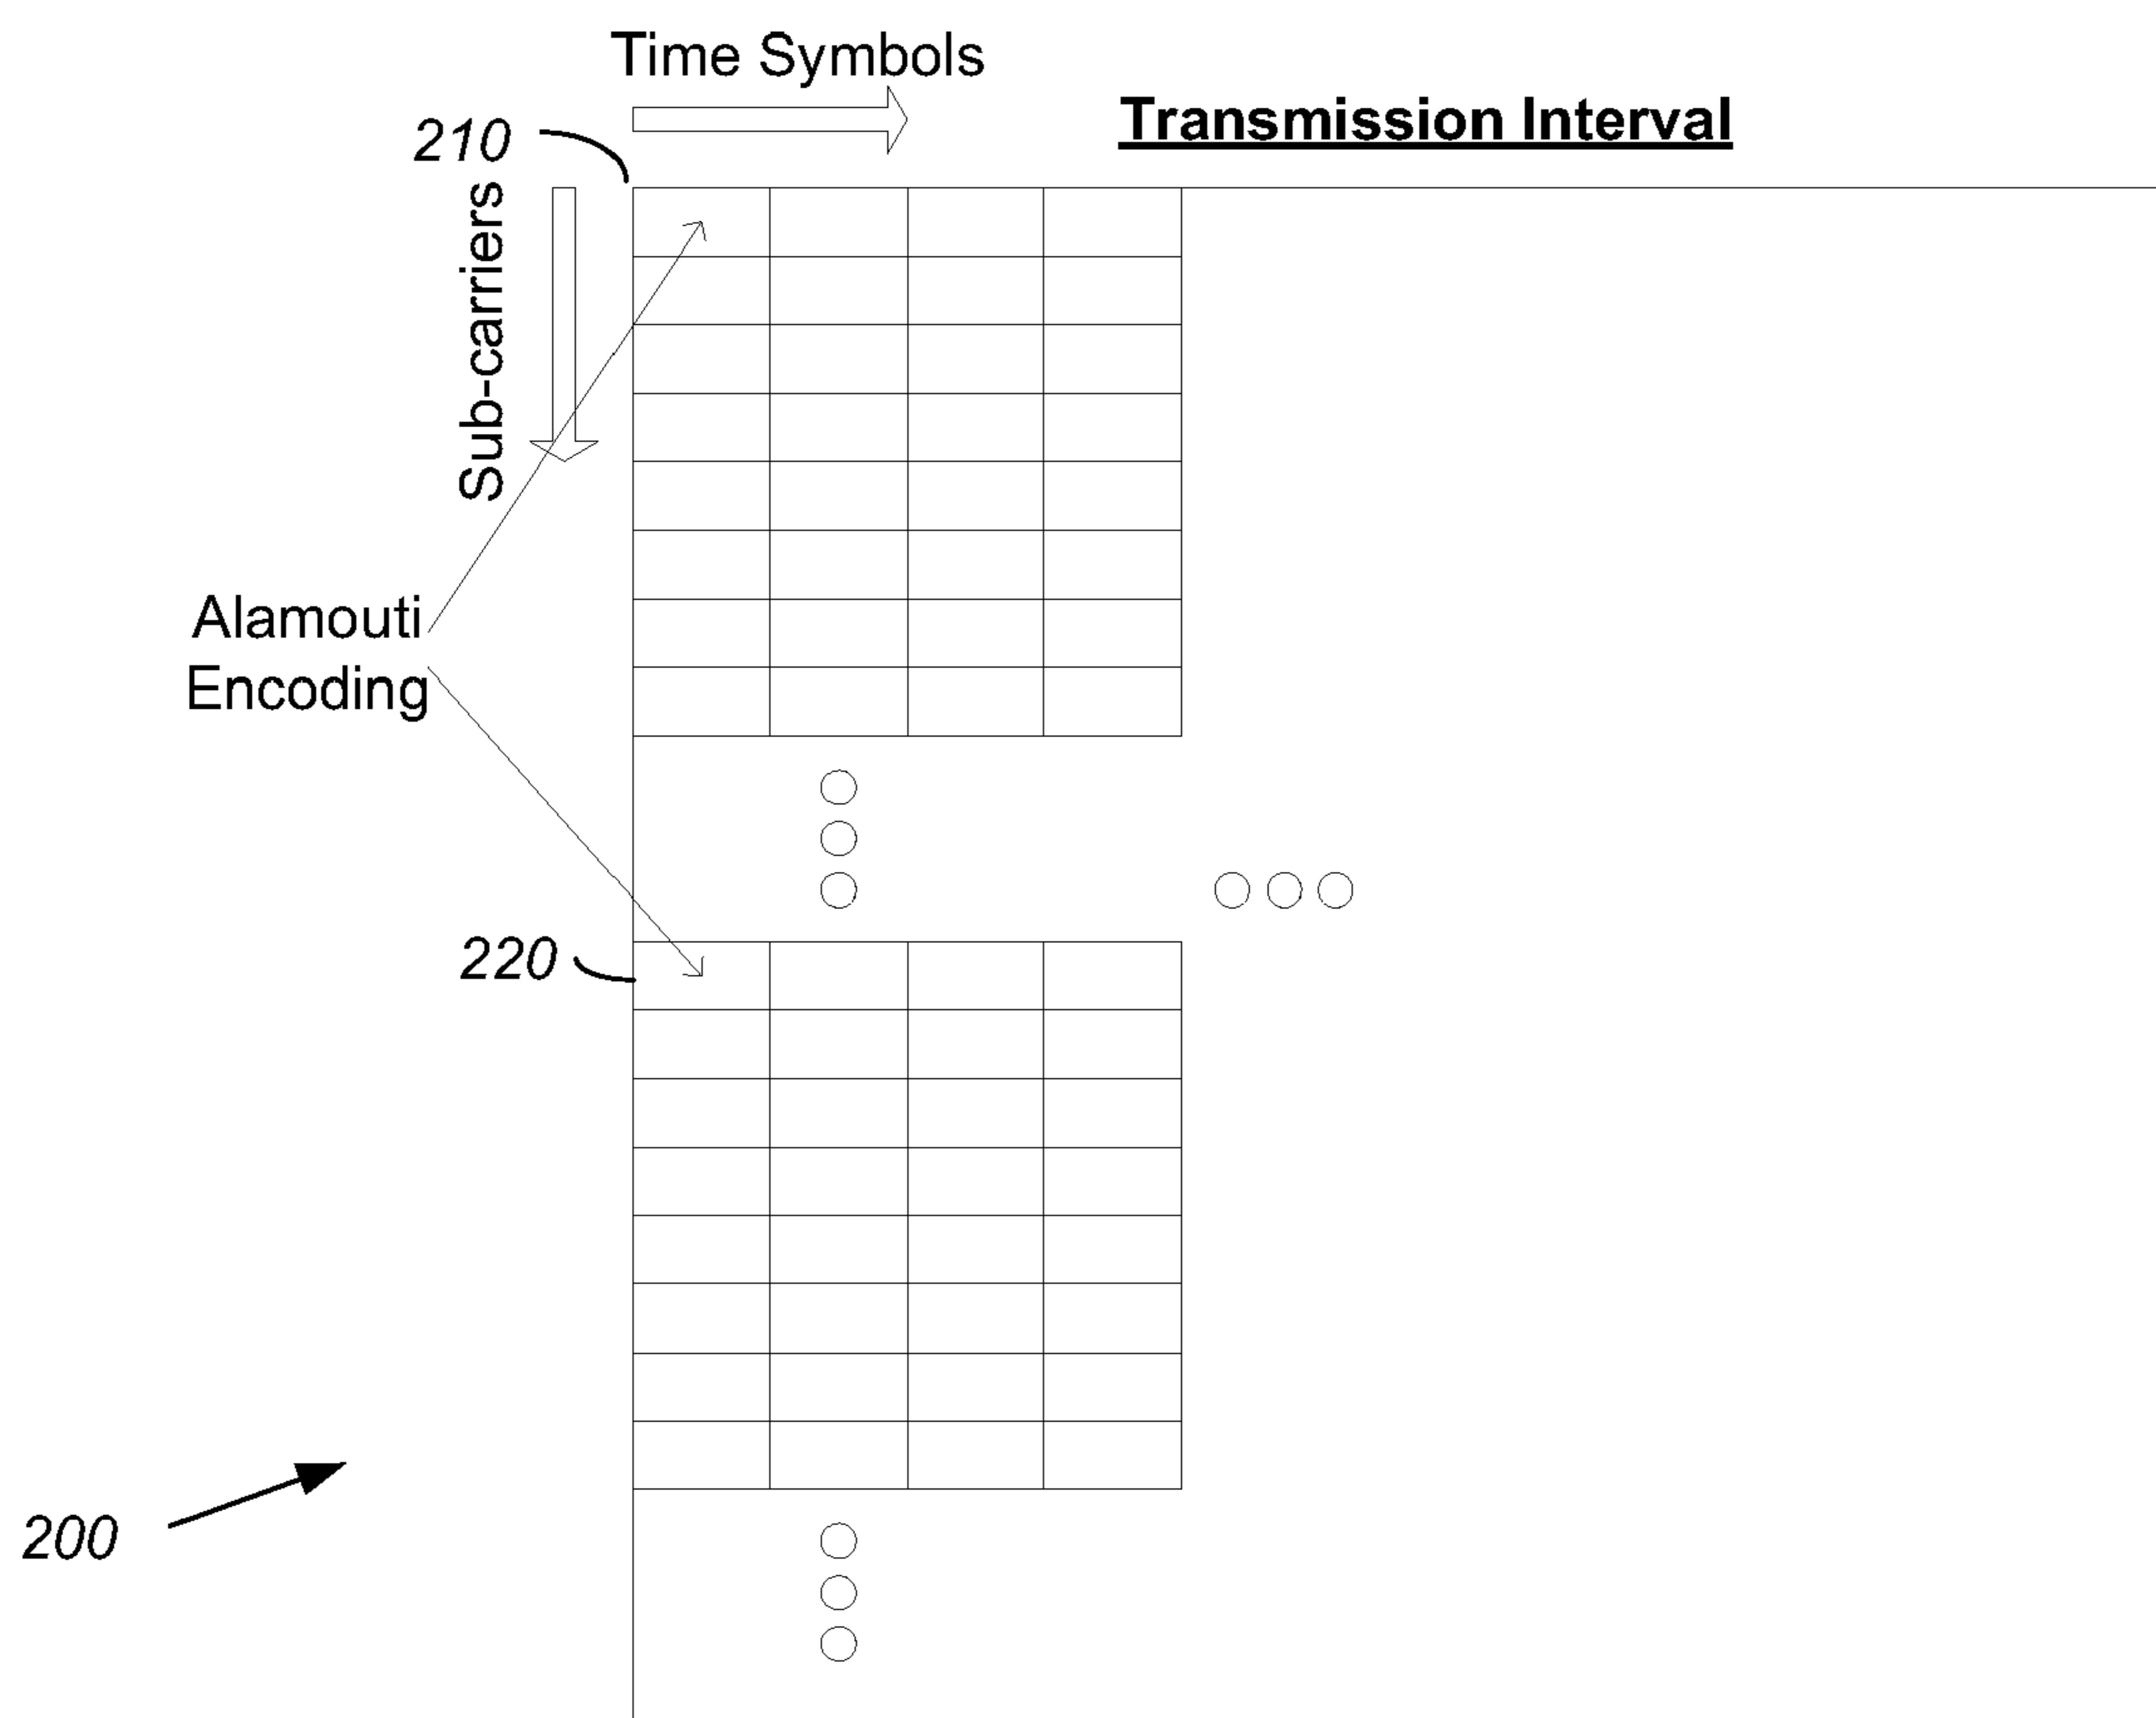 Time Symbols
Transmission Interval
210
Sub-carriers
Alamouti
Encoding
220
200